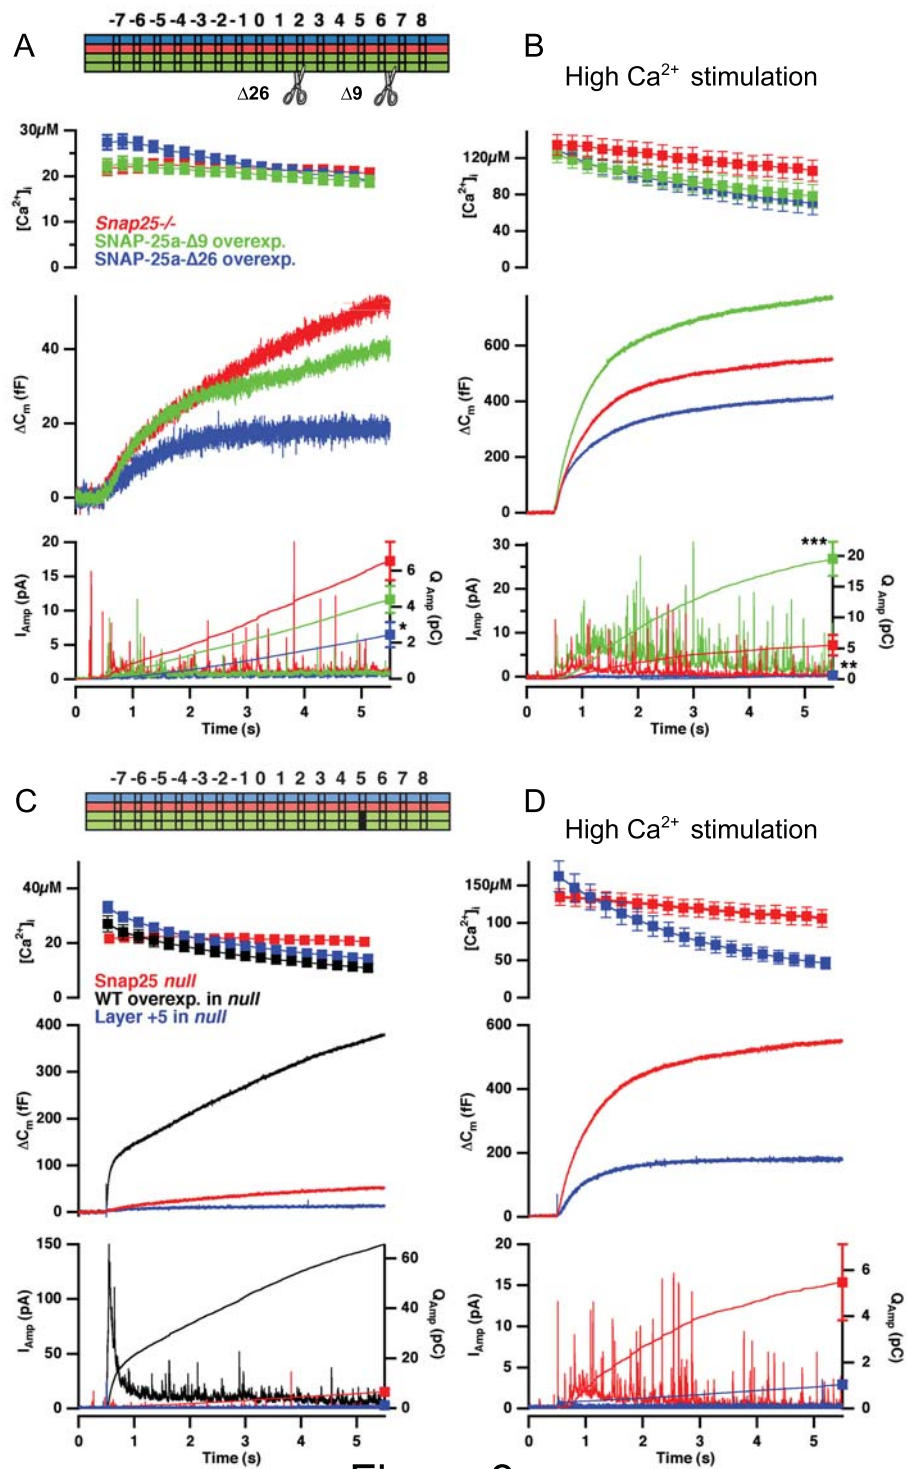 A
-7 -6 -5 -4 -3 -2 -1 0 1 2 3 4 5 6 7 8
Δ26
Δ9
30µM
20
10
0
[Ca2+]i
Snap25-/-
SNAP-25a-Δ9 overexp.
SNAP-25a-Δ26 overexp.
40
20
0
ΔCm (fF)
20
15
10
5
0
IAmp (pA)
6
4
2
0
QAmp (pC)
*
0 1 2 3 4 5
Time (s)
B
High Ca2+ stimulation
120µM
80
40
0
[Ca2+]i
600
400
200
0
ΔCm (fF)
30
20
10
0
IAmp (pA)
***
**
20
15
10
5
0
Q Amp (pC)
0 1 2 3 4 5
Time (s)
C
-7 -6 -5 -4 -3 -2 -1 0 1 2 3 4 5 6 7 8
40µM
20
0
[Ca2+]i
Snap25 null
WT overexp. in null
Layer +5 in null
400
300
200
100
0
ΔCm (fF)
150
100
50
0
IAmp (pA)
60
40
20
0
QAmp (pC)
0 1 2 3 4 5
Time (s)
D
High Ca2+ stimulation
150µM
100
50
0
[Ca2+]i
600
400
200
0
ΔCm (fF)
20
15
10
5
0
IAmp (pA)
6
4
2
0
QAmp (pC)
0 1 2 3 4 5
Time (s)